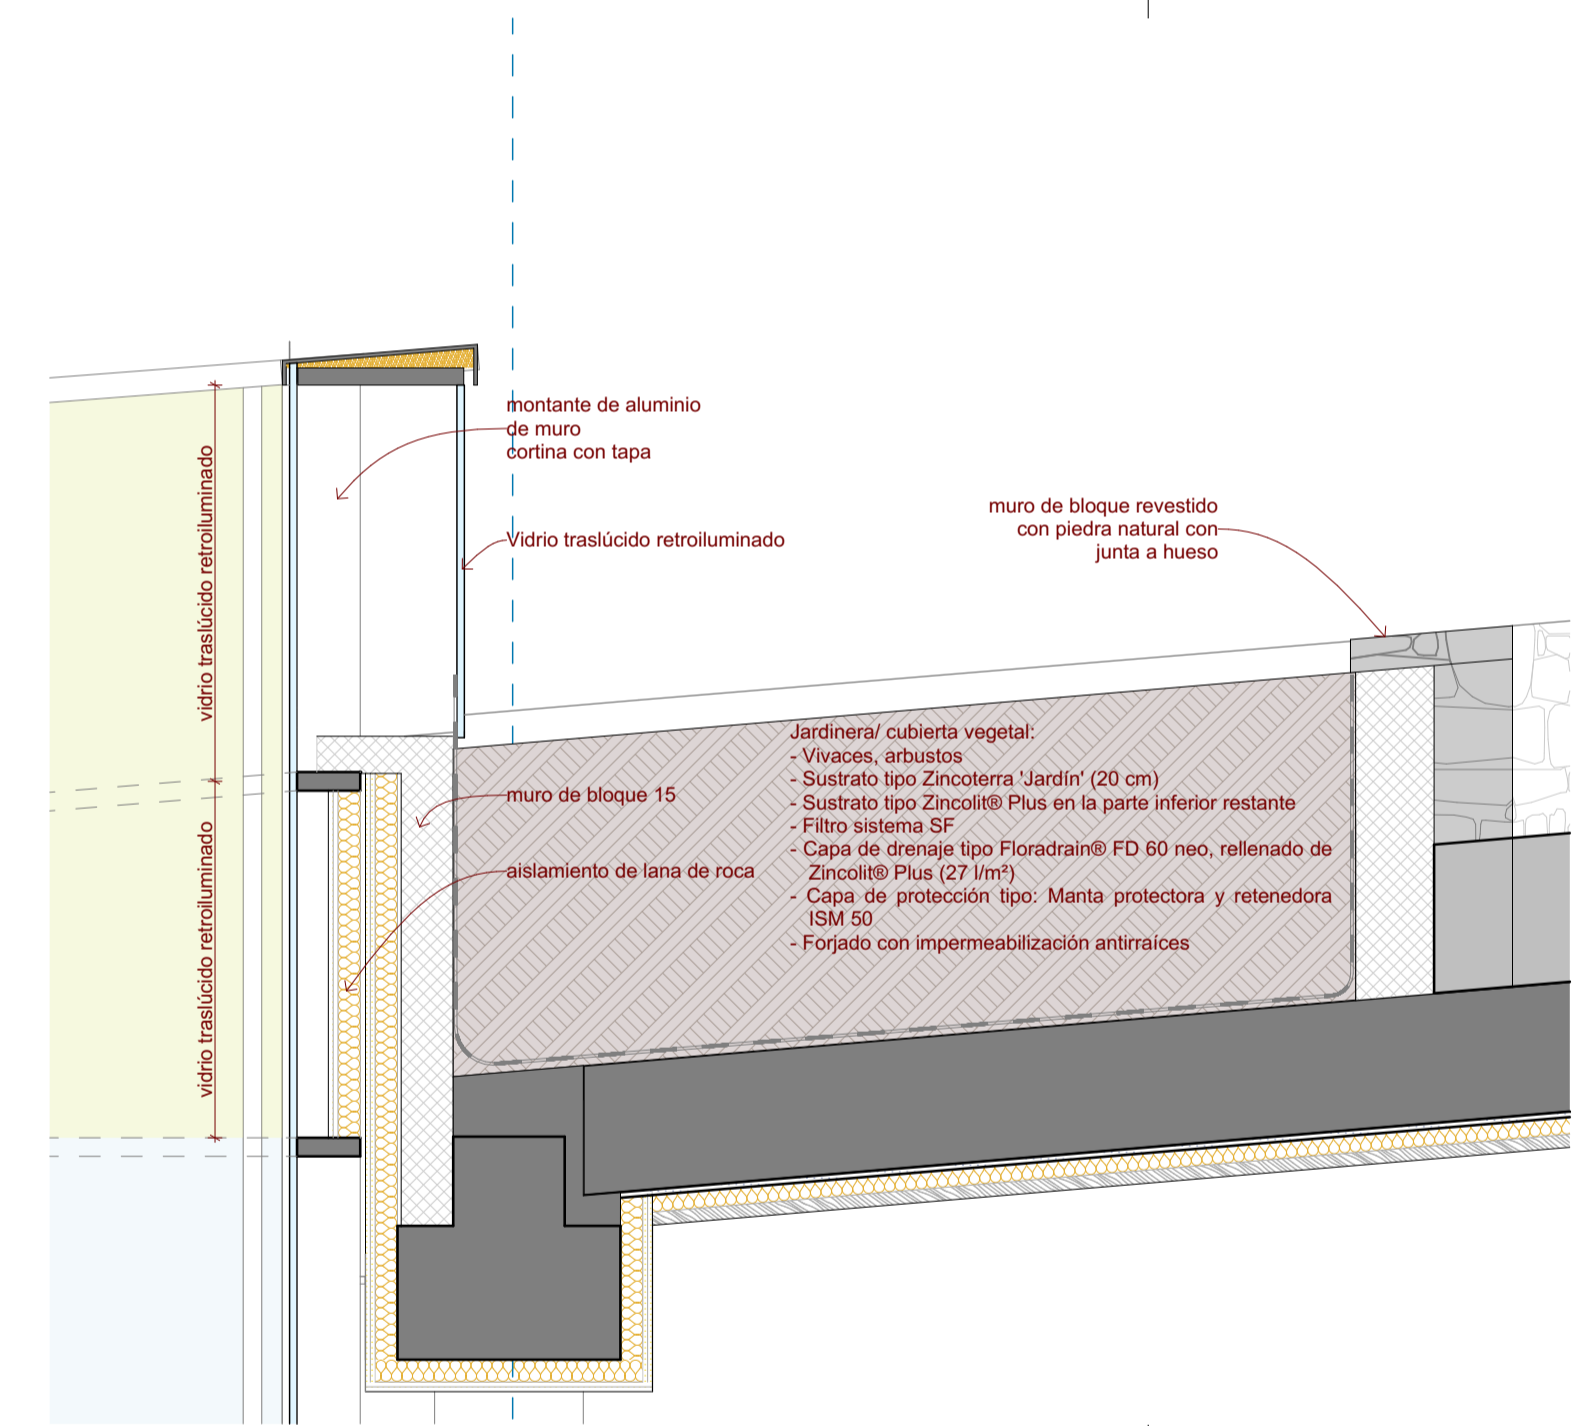 montante de aluminio
de muro
cortina con tapa
vidrio traslúcido retroiluminado
Vidrio traslúcido retroiluminado
muro de bloque revestido
con piedra natural con
junta a hueso
Jardinera/ cubierta vegetal:
- Vivaces, arbustos
- Sustrato tipo Zincoterra 'Jardín' (20 cm)
- Sustrato tipo Zincolit® Plus en la parte inferior restante
- Filtro sistema SF
- Capa de drenaje tipo Floradrain® FD 60 neo, rellenado de
Zincolit® Plus (27 l/m²)
- Capa de protección tipo: Manta protectora y retenedora
ISM 50
- Forjado con impermeabilización antirraíces
muro de bloque 15
aislamiento de lana de roca
vidrio traslúcido retroiluminado